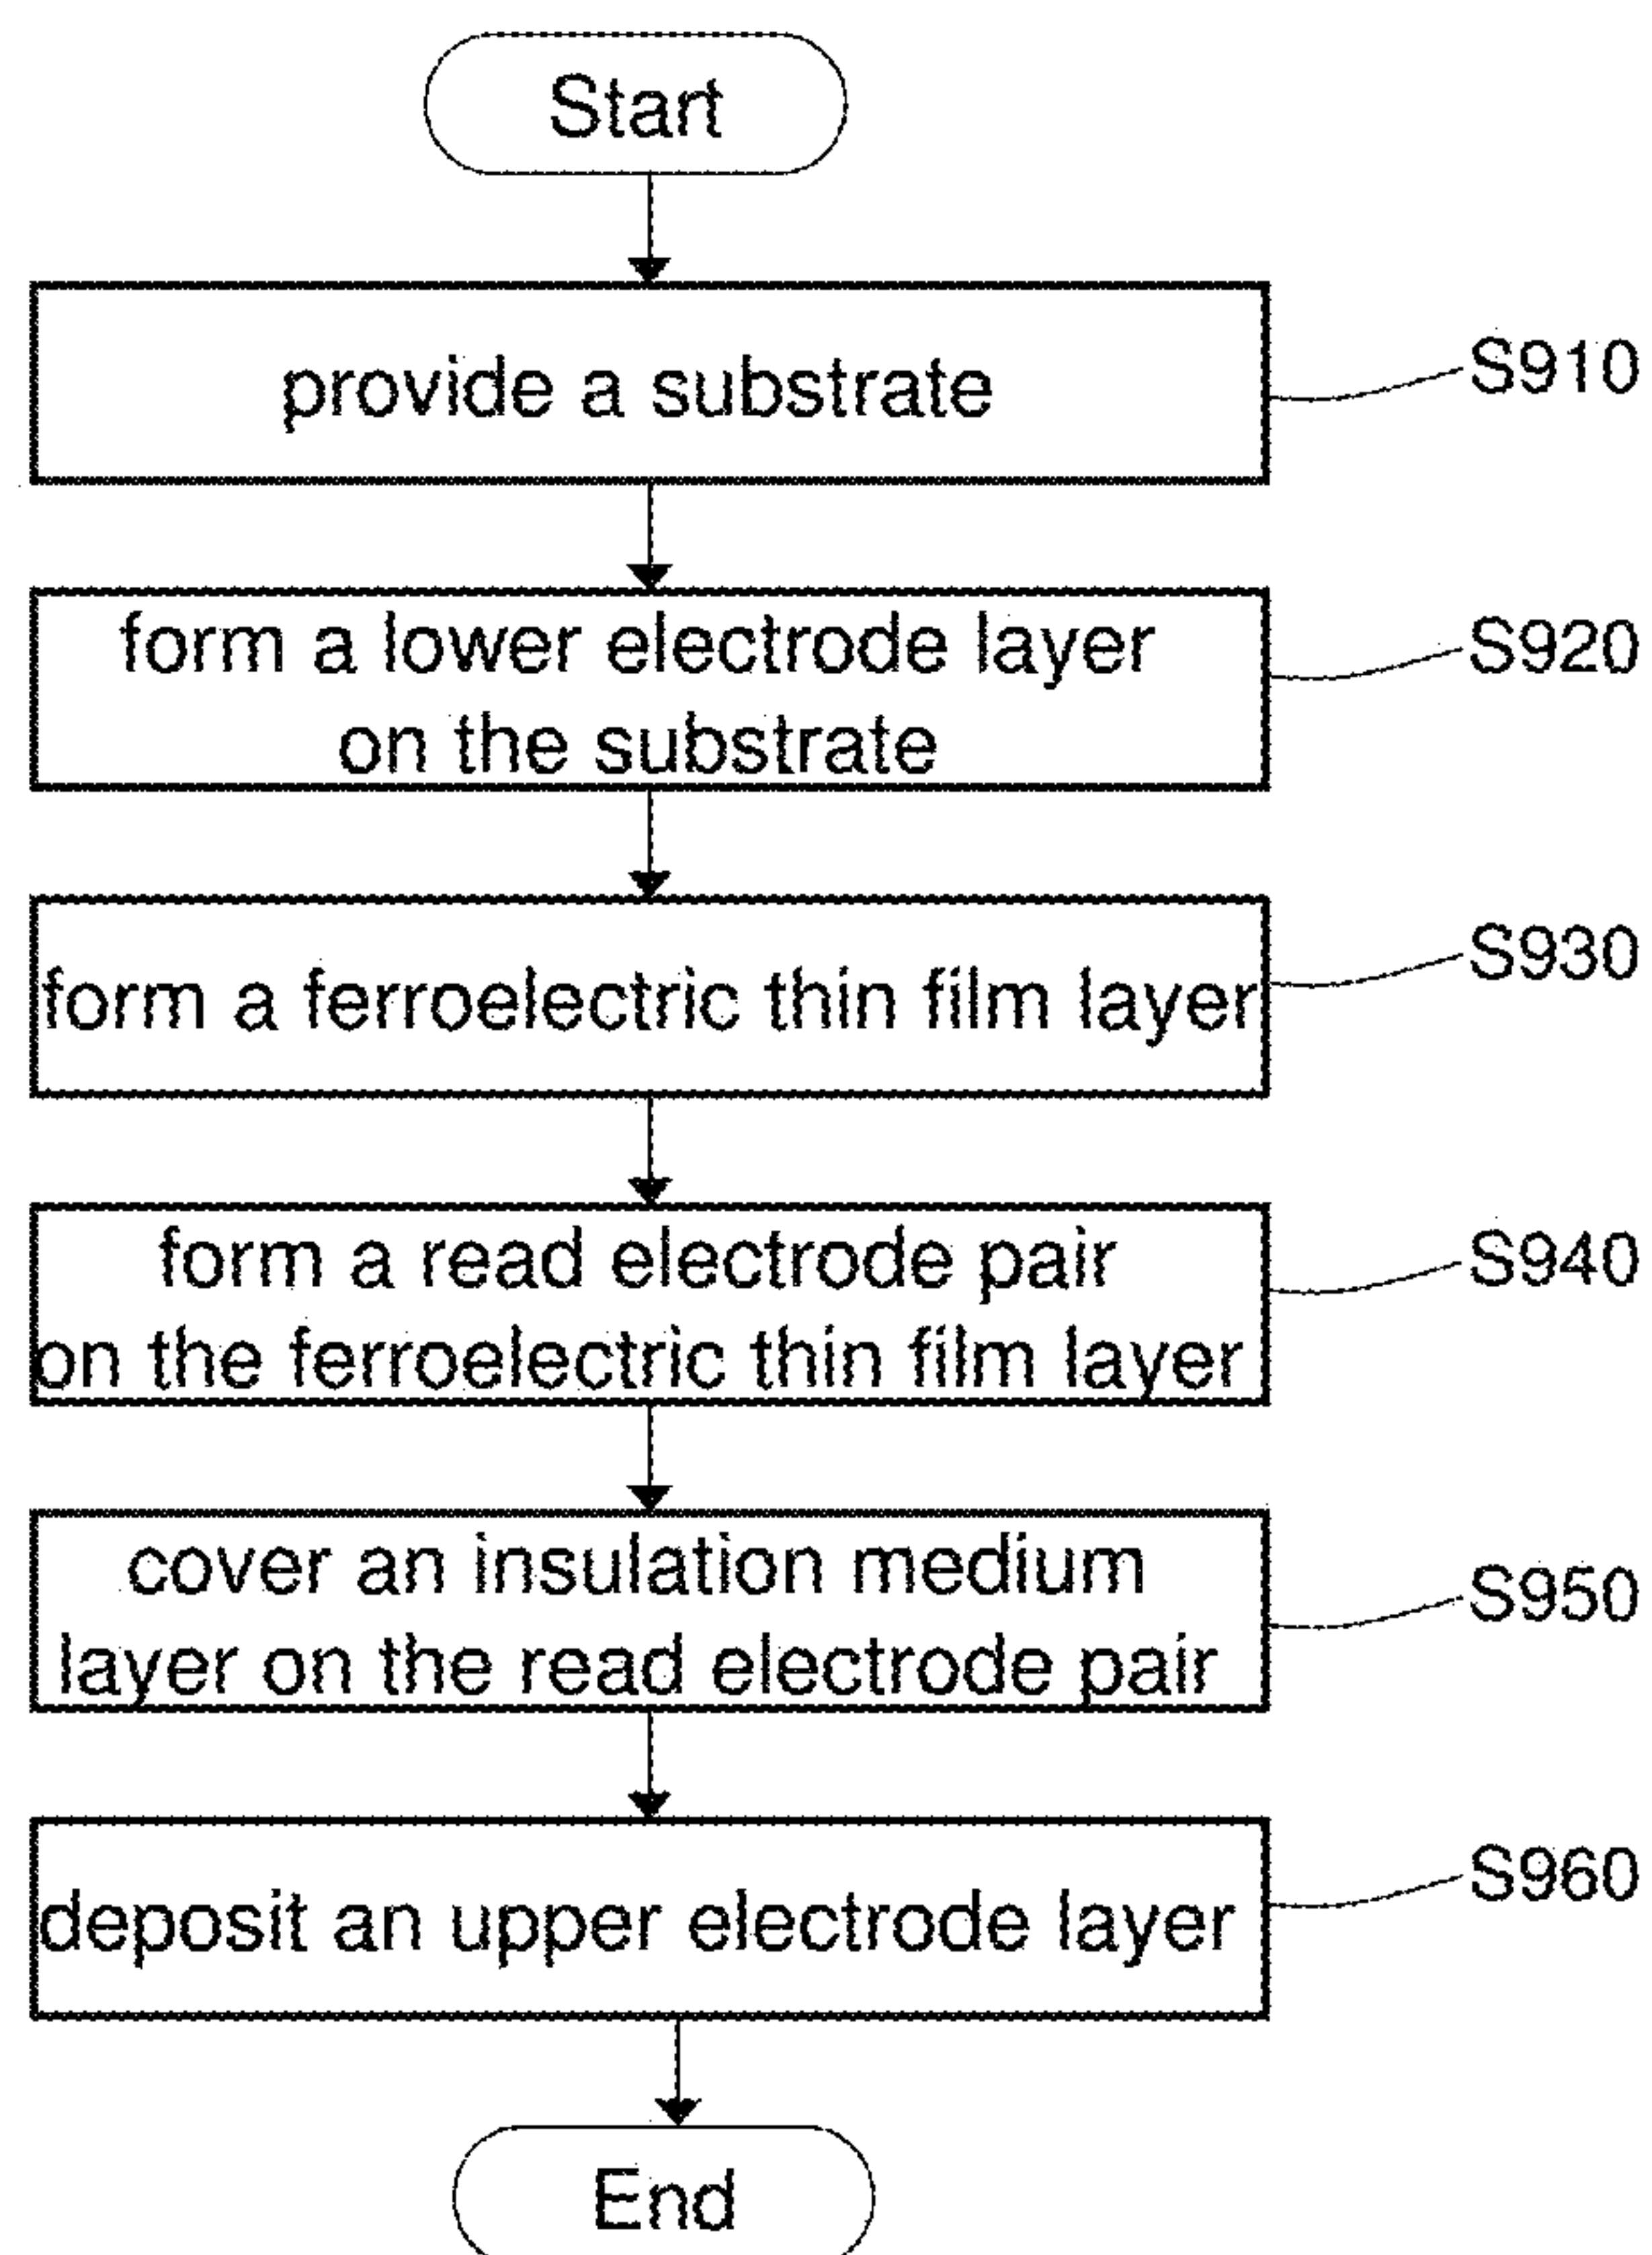 Start
provide a substrate
S910
form a lower electrode layer
on the substrate
S920
form a ferroelectric thin film layer
S930
form a read electrode pair
on the ferroelectric thin film layer
S940
cover an insulation medium
layer on the read electrode pair
S950
deposit an upper electrode layer
S960
End